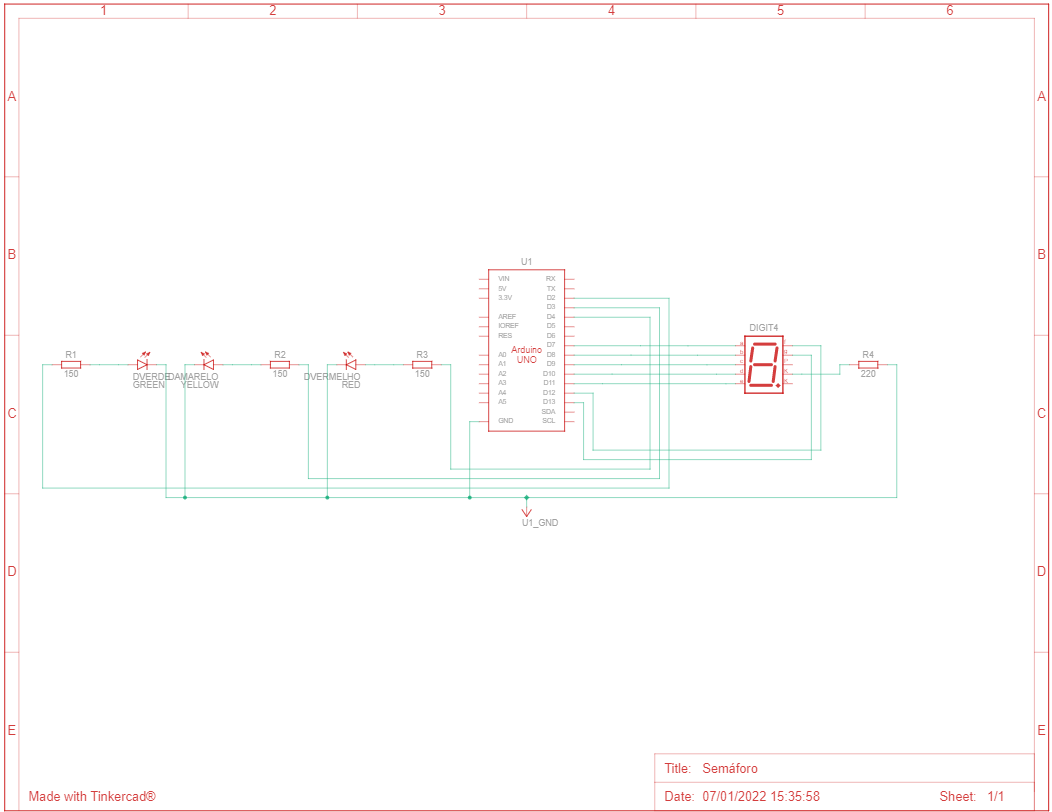 1 2 3 4 5 6
A A
B B
U1
VIN RX
5V TX
3.3V D2
D3
AREF D4
IOREF D5
RES D6
D7
A0 D8
A1 D9
A2 D10
A3 D11
A4 D12
A5 D13
SDA
GND SCL
Arduino
UNO
DIGIT4
R1
150
DVERDE
GREEN
DAMARELO
YELLOW
R2
150
DVERMELHO
RED
R3
150
R4
220
C C
U1_GND
D D
E E
Title: Semáforo
Made with Tinkercad®
Date: 07/01/2022 15:35:58
Sheet: 1/1